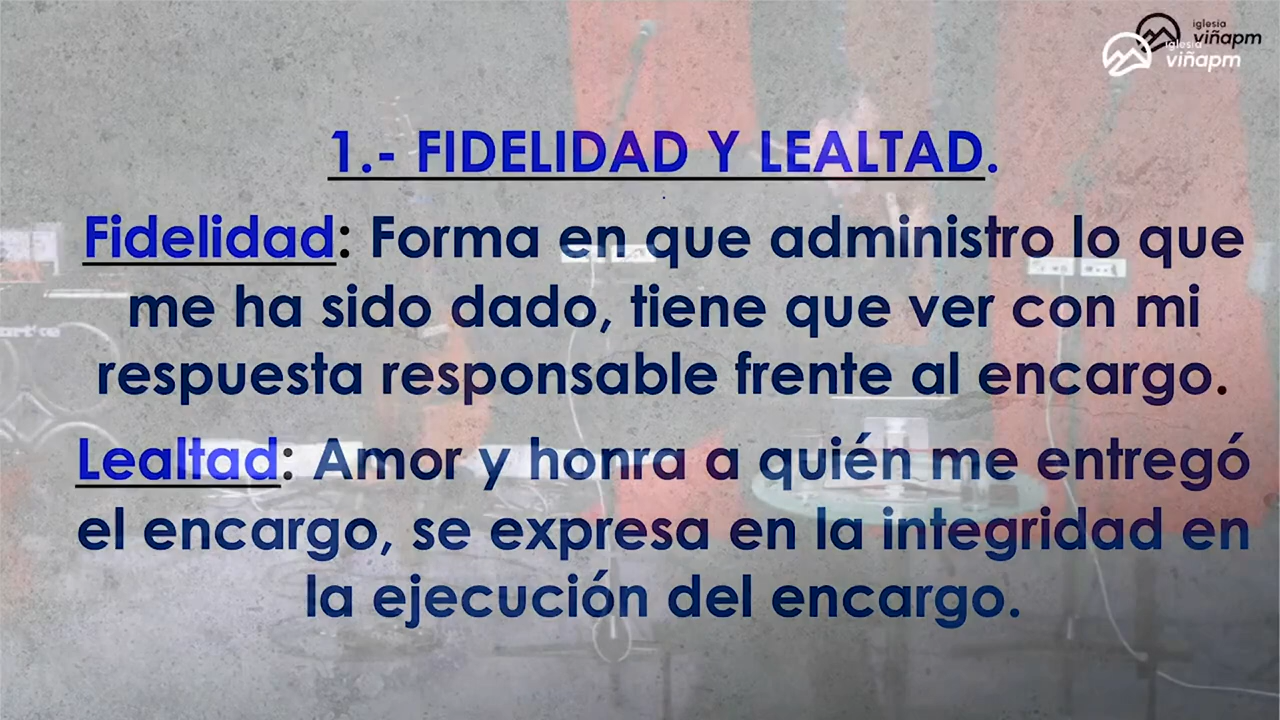 iglesia
viñapm
iglesia
viñapm
1.- FIDELIDAD Y LEALTAD.
Fidelidad: Forma en que administro lo que
me ha sido dado, tiene que ver con mi
respuesta responsable frente al encargo.
Lealtad: Amor y honra a quién me entregó
el encargo, se expresa en la integridad en
la ejecución del encargo.